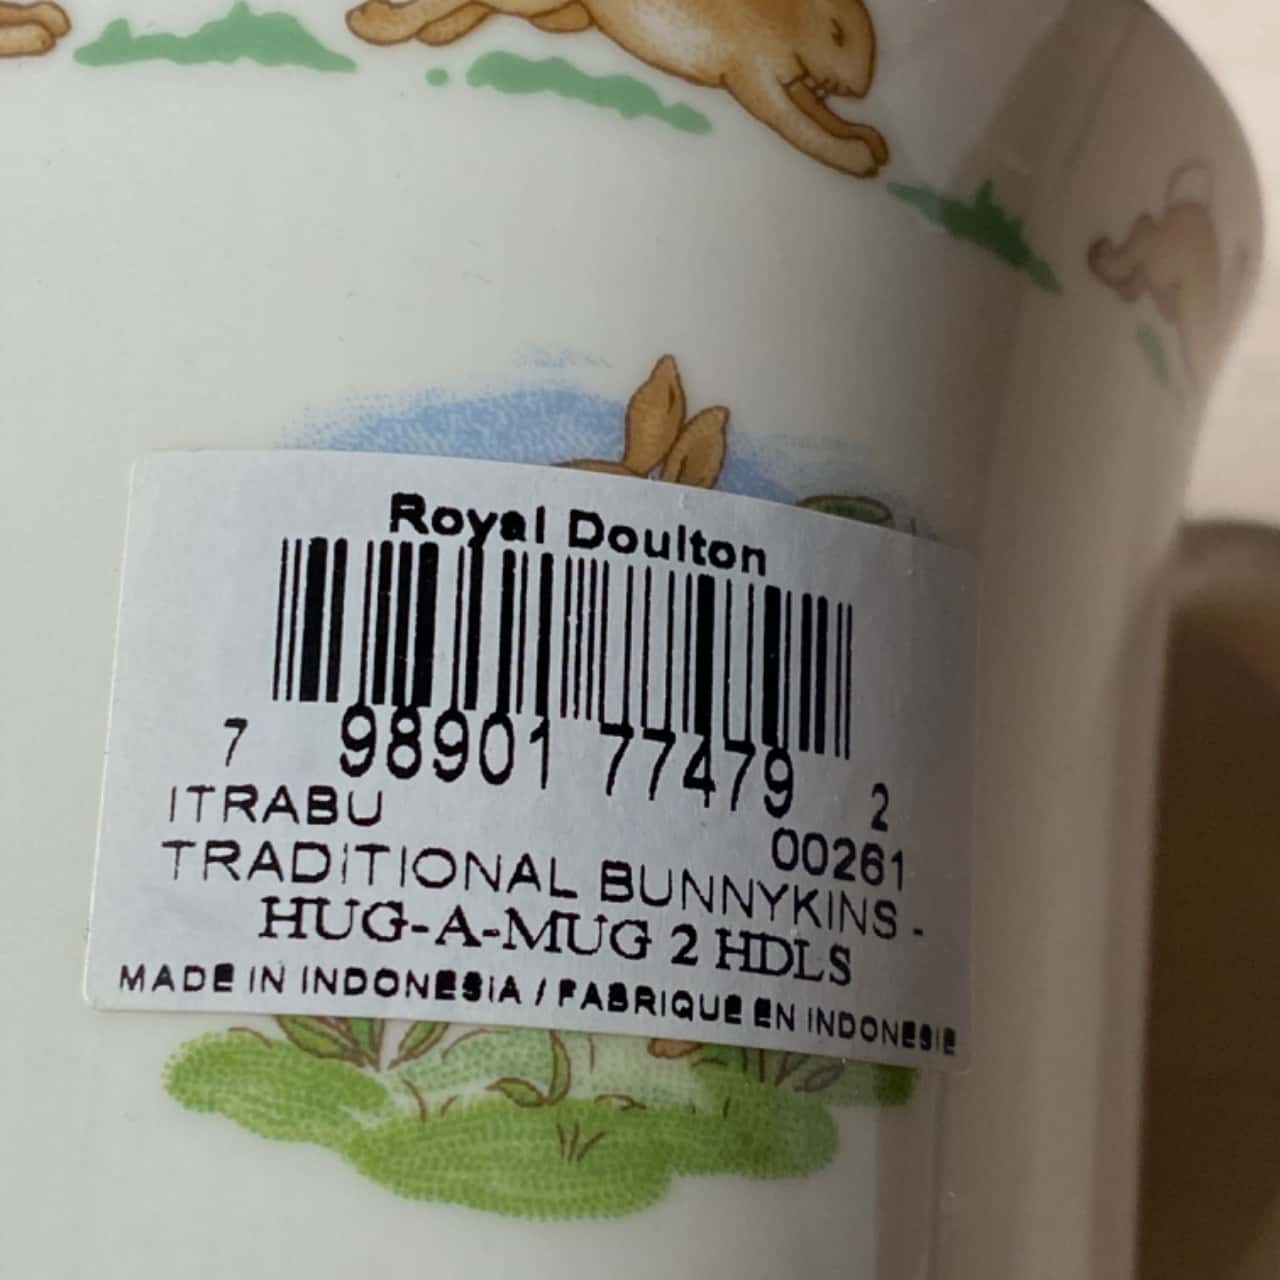 Royal Doulton
7 98901 77479 2
ITRABU 00261
TRADITIONAL BUNNYKINS -
HUG-A-MUG 2 HDLS
MADE IN INDONESIA / FABRIQUE EN INDONESIE